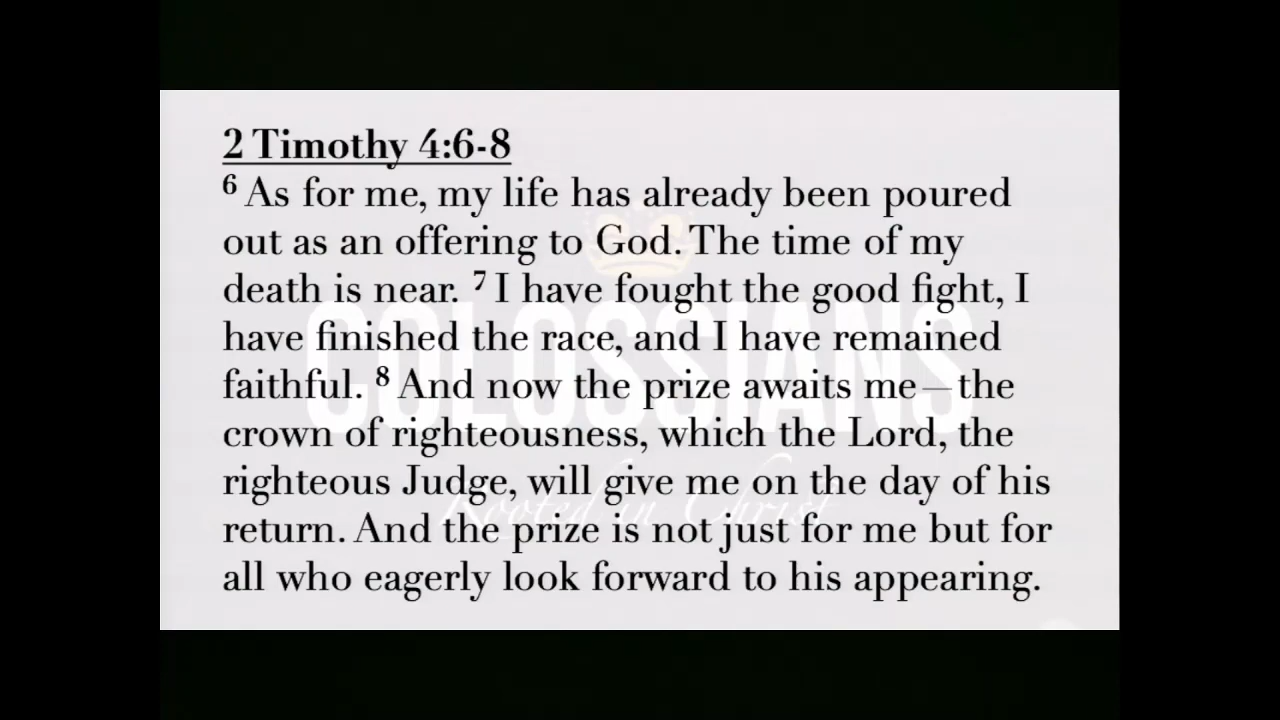 2 Timothy 4:6-8
6 As for me, my life has already been poured
out as an offering to God. The time of my
death is near. 7 I have fought the good fight, I
have finished the race, and I have remained
faithful. 8 And now the prize awaits me—the
crown of righteousness, which the Lord, the
righteous Judge, will give me on the day of his
return. And the prize is not just for me but for
all who eagerly look forward to his appearing.
COLOSSIANS
Rooted in Christ